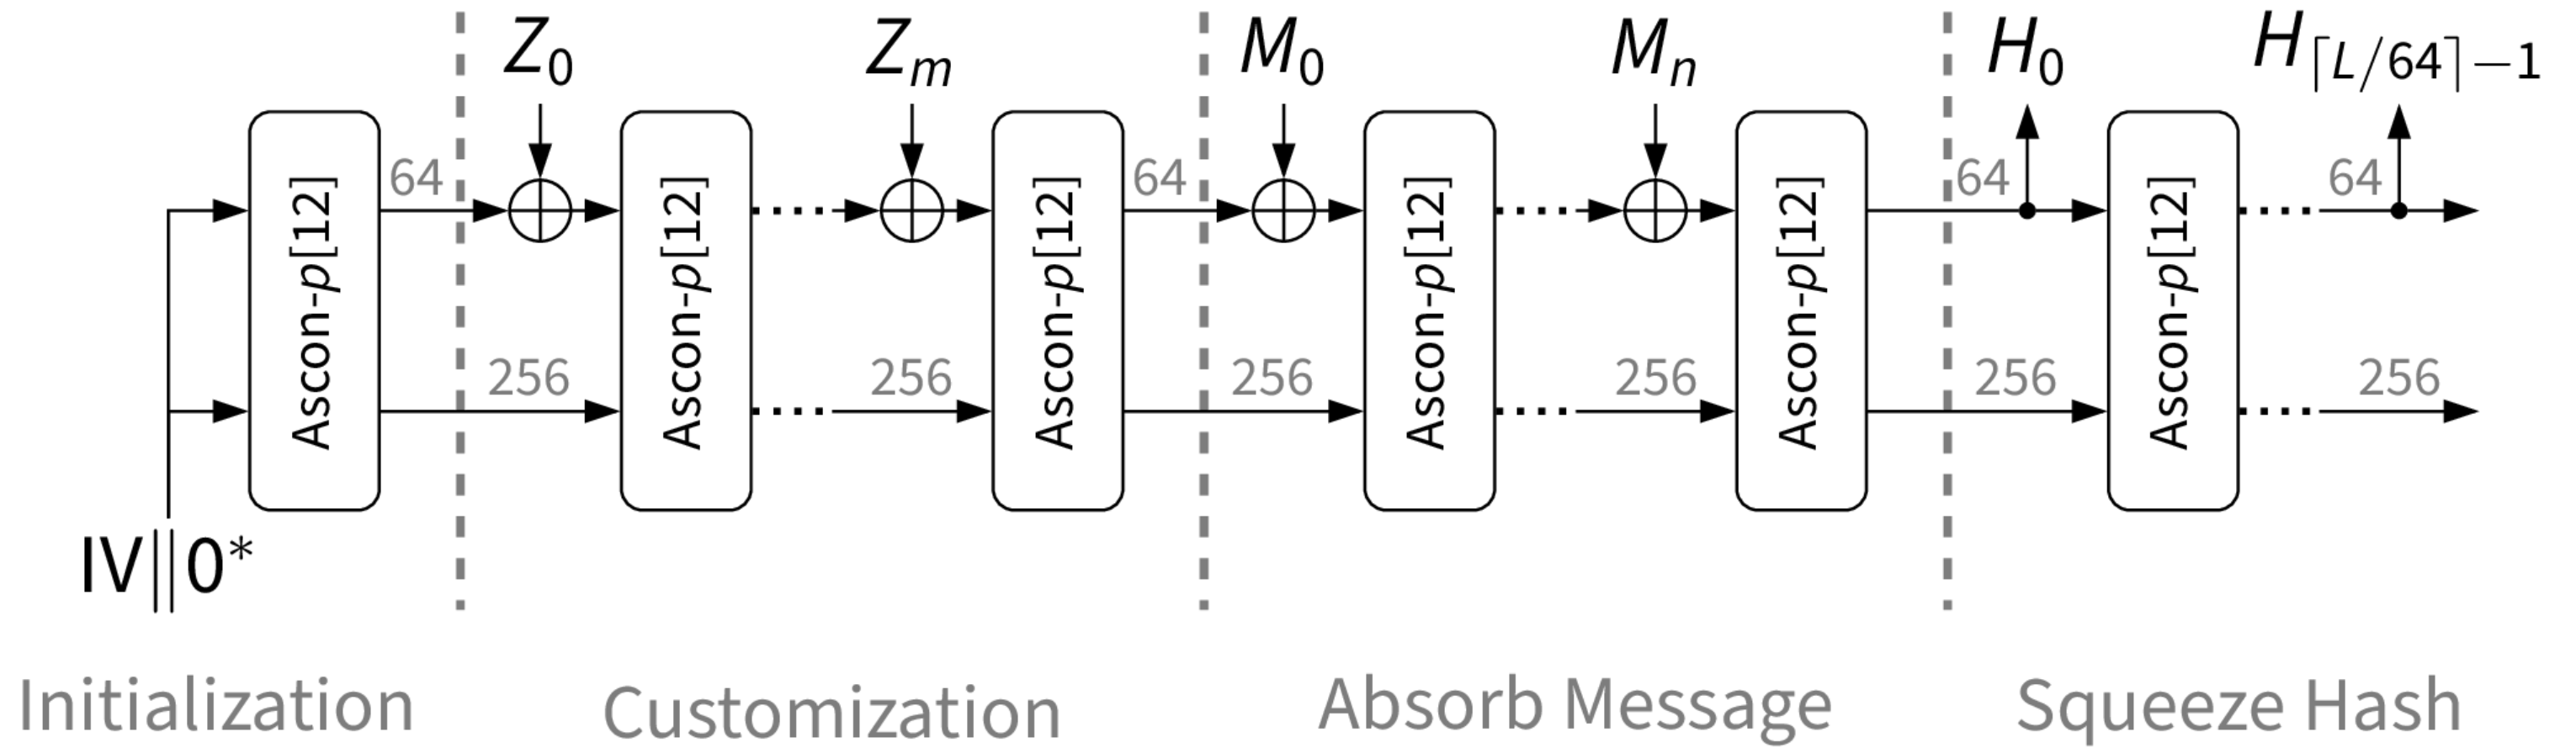 Z₀ Zₘ M₀ Mₙ H₀ H⌈L/64⌉−1
64 64 64 64
Ascon-p[12] Ascon-p[12] Ascon-p[12] Ascon-p[12] Ascon-p[12] Ascon-p[12]
256 256 256 256 256 256
IV‖0*
Initialization Customization Absorb Message Squeeze Hash